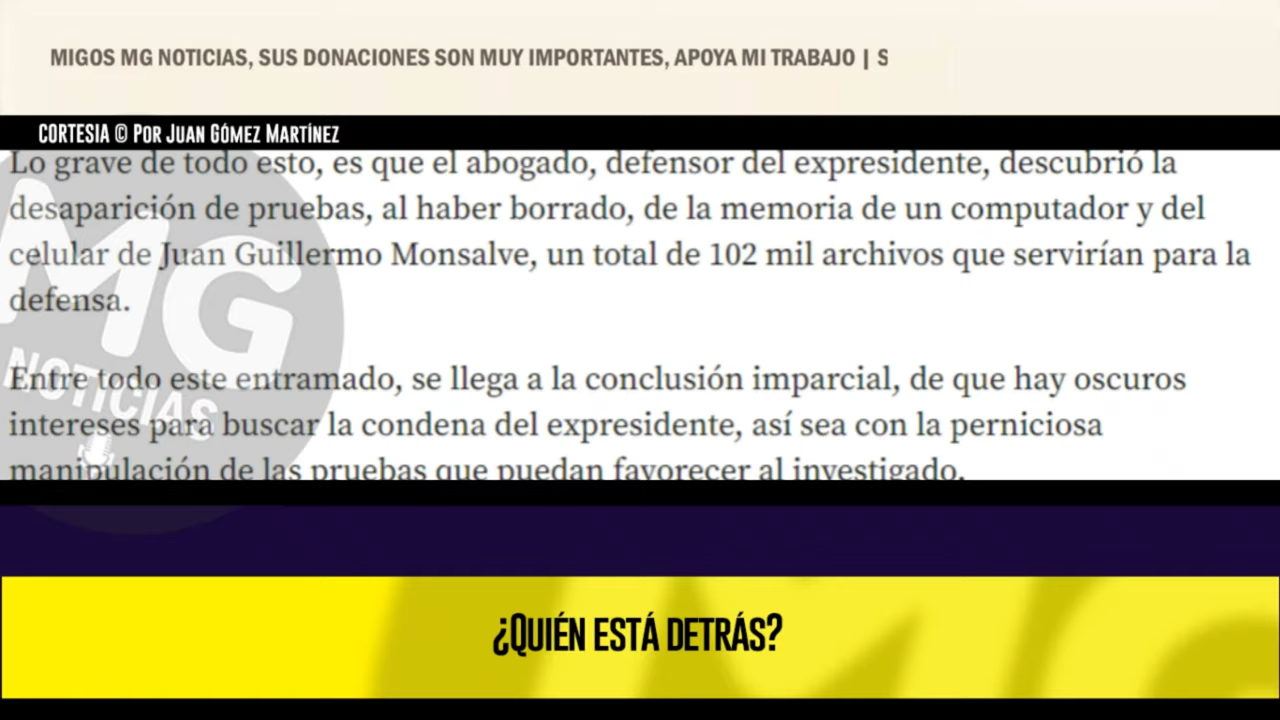 MIGOS MG NOTICIAS, SUS DONACIONES SON MUY IMPORTANTES, APOYA MI TRABAJO | S
CORTESIA © POR JUAN GÓMEZ MARTÍNEZ
Lo grave de todo esto, es que el abogado, defensor del expresidente, descubrió la
desaparición de pruebas, al haber borrado, de la memoria de un computador y del
celular de Juan Guillermo Monsalve, un total de 102 mil archivos que servirían para la
defensa.
Entre todo este entramado, se llega a la conclusión imparcial, de que hay oscuros
intereses para buscar la condena del expresidente, así sea con la perniciosa
manipulación de las pruebas que puedan favorecer al investigado.
MG
NOTICIAS
¿QUIÉN ESTÁ DETRÁS?